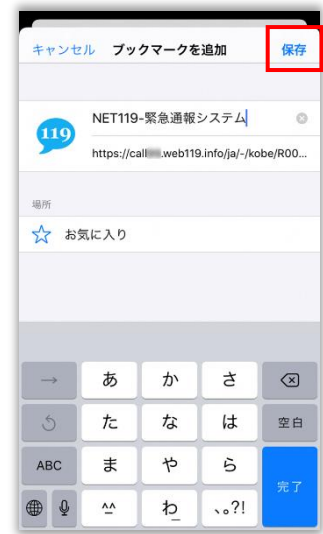 キャンセル ブックマークを追加 保存
119
NET119-緊急通報システム
https://call .web119.info/ja/-/kobe/R00...
場所
お気に入り
→ あ か さ
た な は 空白
ABC ま や ら
^^ わ_ 、。?! 完了